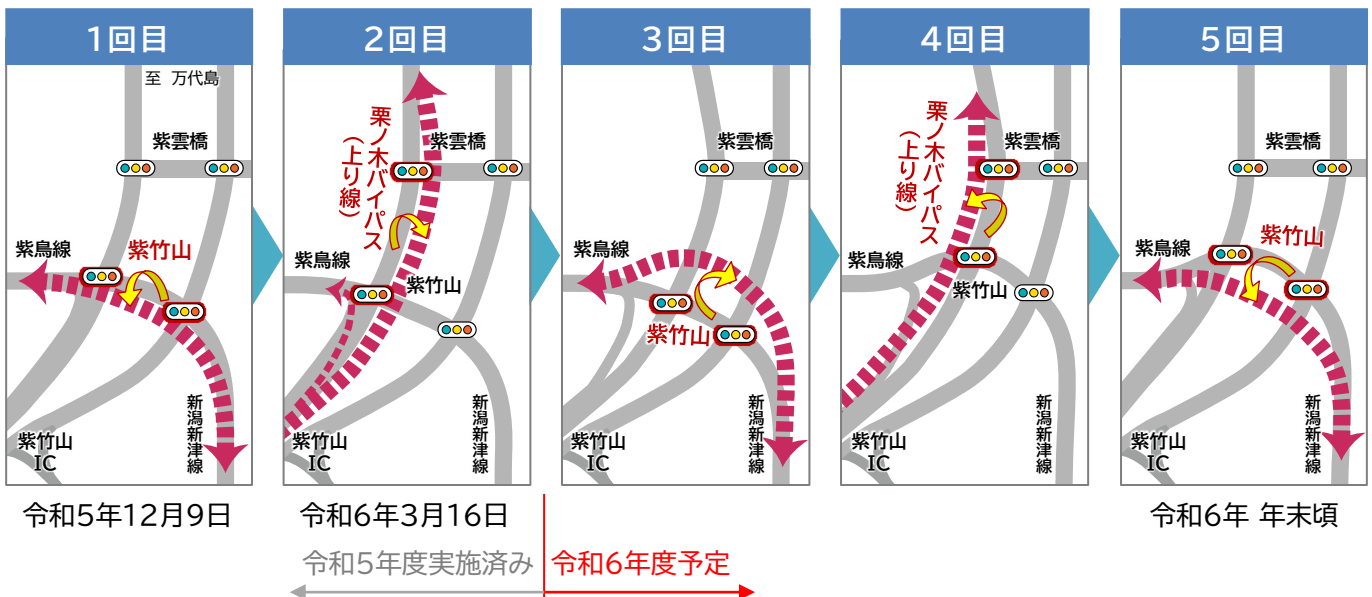 1回目
至 万代島
紫雲橋
紫鳥線
紫竹山
新潟新津線
紫竹山
IC
令和5年12月9日
2回目
栗ノ木バイパス
(上り線)
紫雲橋
紫鳥線
紫竹山
新潟新津線
紫竹山
IC
令和6年3月16日
3回目
紫雲橋
紫鳥線
紫竹山
新潟新津線
紫竹山
IC
4回目
栗ノ木バイパス
(上り線)
紫雲橋
紫鳥線
紫竹山
新潟新津線
紫竹山
IC
5回目
紫雲橋
紫鳥線
紫竹山
新潟新津線
紫竹山
IC
令和6年 年末頃
令和5年度実施済み
令和6年度予定